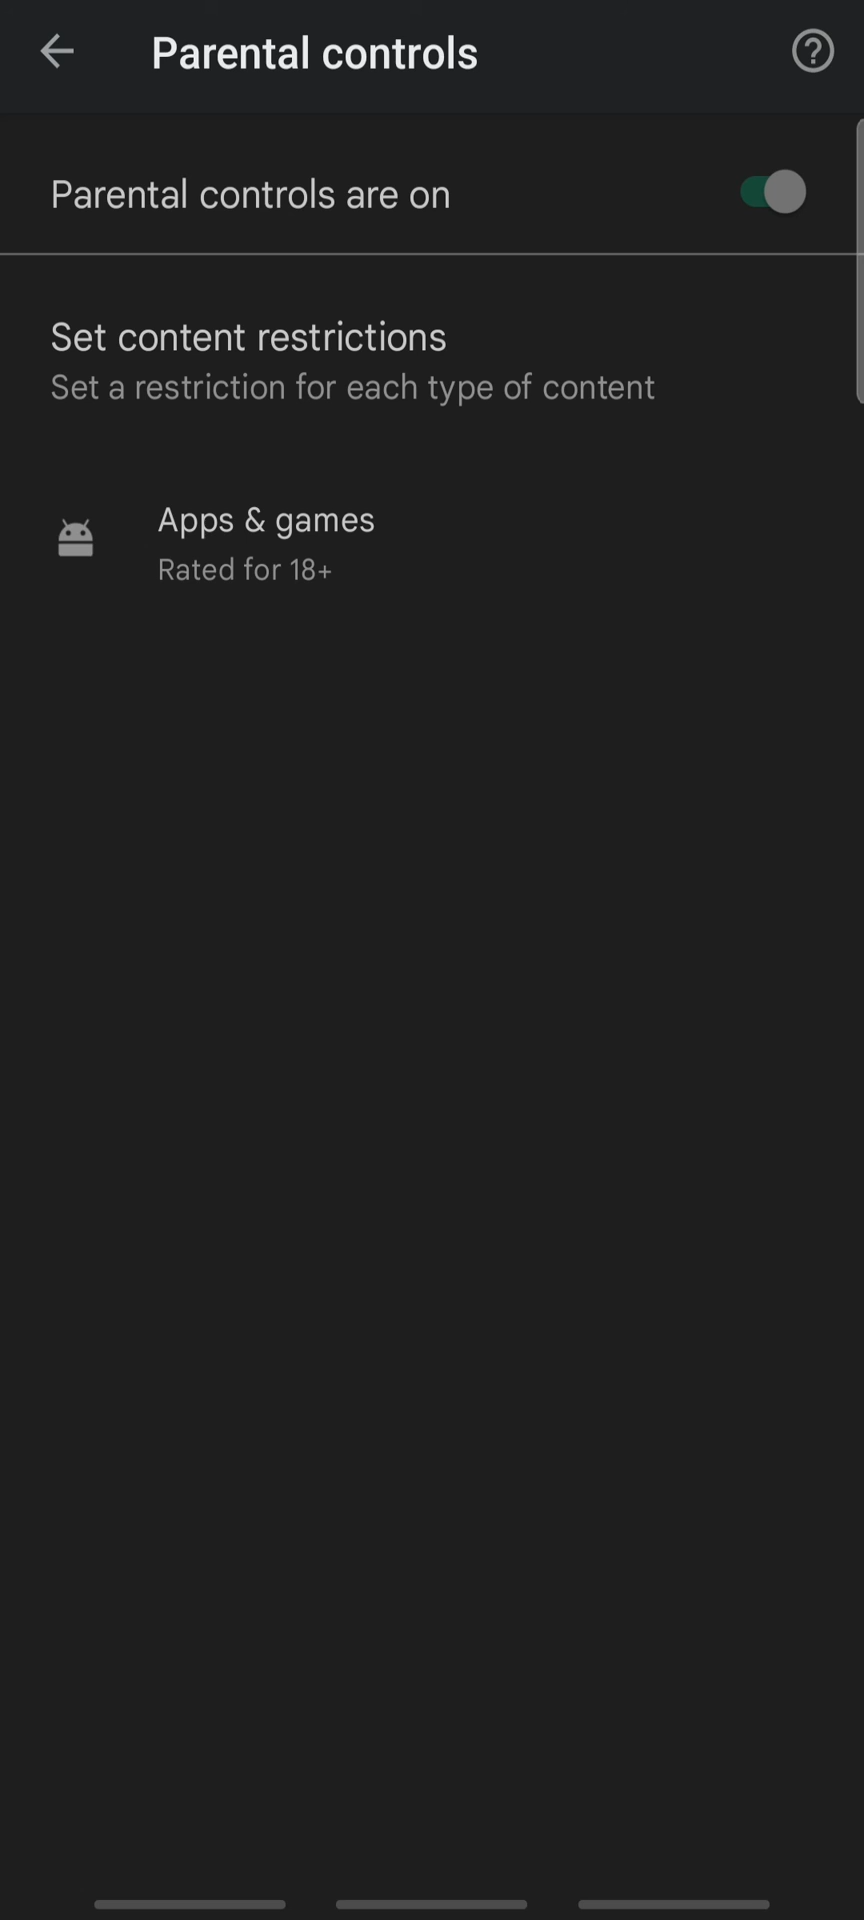 Parental controls
Parental controls are on
Set content restrictions
Set a restriction for each type of content
Apps & games
Rated for 18+